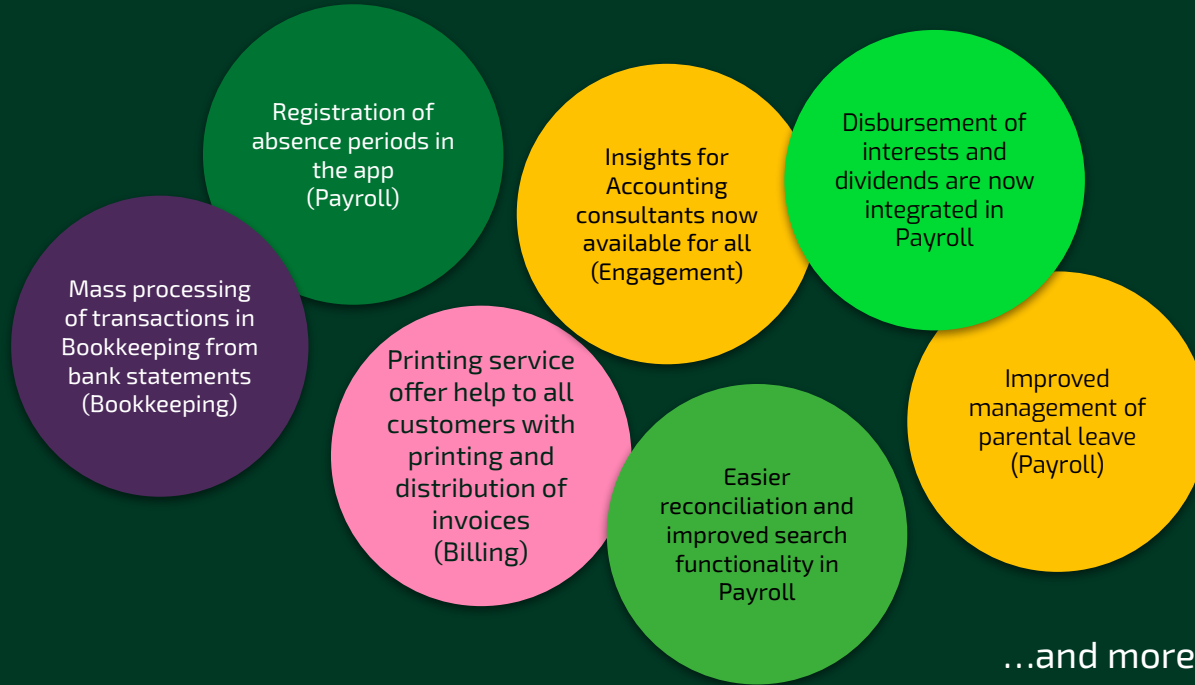 Registration of
absence periods in
the app
(Payroll)
Insights for
Accounting
consultants now
available for all
(Engagement)
Disbursement of
interests and
dividends are now
integrated in
Payroll
Mass processing
of transactions in
Bookkeeping from
bank statements
(Bookkeeping)
Printing service
offer help to all
customers with
printing and
distribution of
invoices
(Billing)
Easier
reconciliation and
improved search
functionality in
Payroll
Improved
management of
parental leave
(Payroll)
...and more